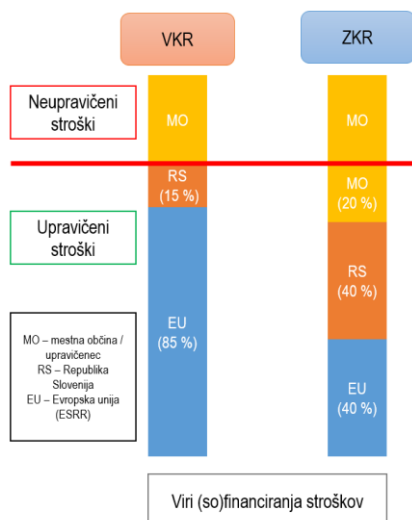 VKR
ZKR
Neupravičeni
stroški
MO
MO
RS
(15 %)
MO
(20 %)
Upravičeni
stroški
RS
(40 %)
EU
(85 %)
MO – mestna občina /
upravičenec
RS – Republika
Slovenija
EU – Evropska unija
(ESRR)
EU
(40 %)
Viri (so)financiranja stroškov